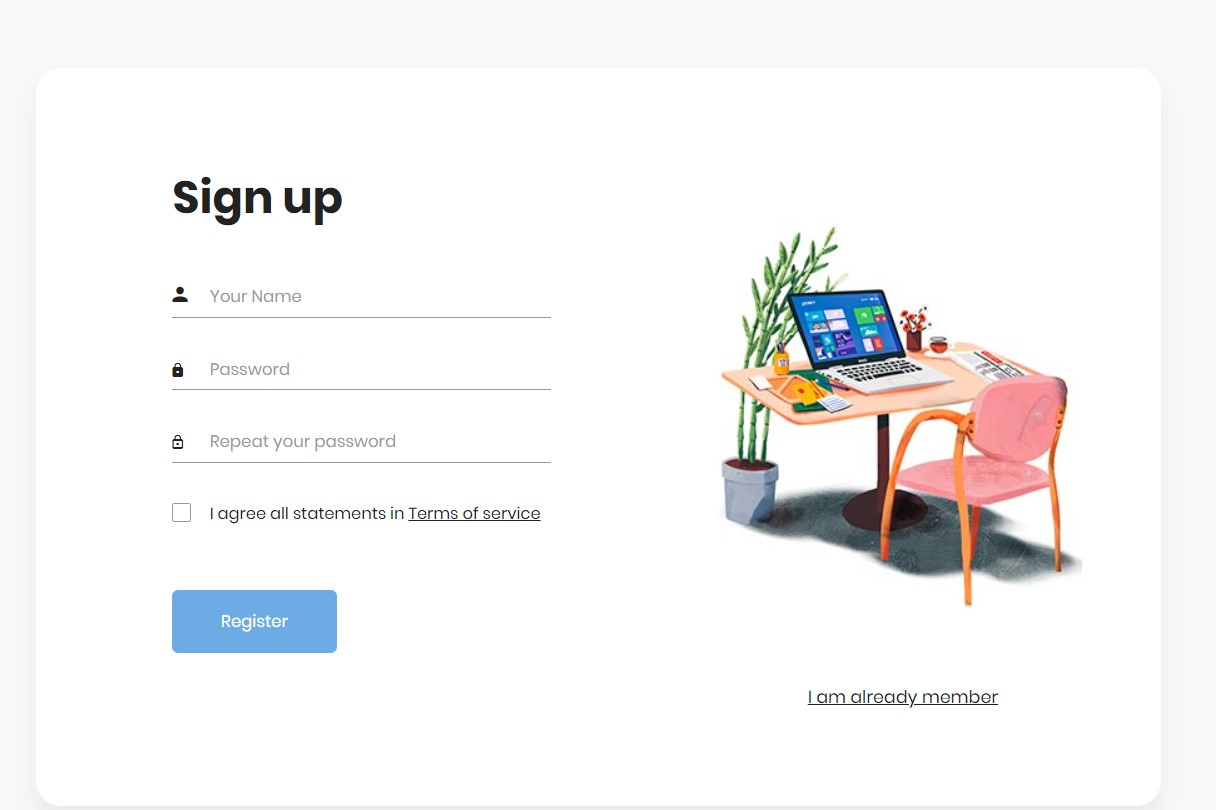 Sign up
Your Name
Password
Repeat your password
I agree all statements in Terms of service
Register
I am already member